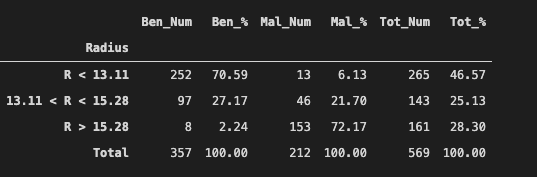 Ben_Num Ben_% Mal_Num Mal_% Tot_Num Tot_%
Radius
R < 13.11 252 70.59 13 6.13 265 46.57
13.11 < R < 15.28 97 27.17 46 21.70 143 25.13
R > 15.28 8 2.24 153 72.17 161 28.30
Total 357 100.00 212 100.00 569 100.00